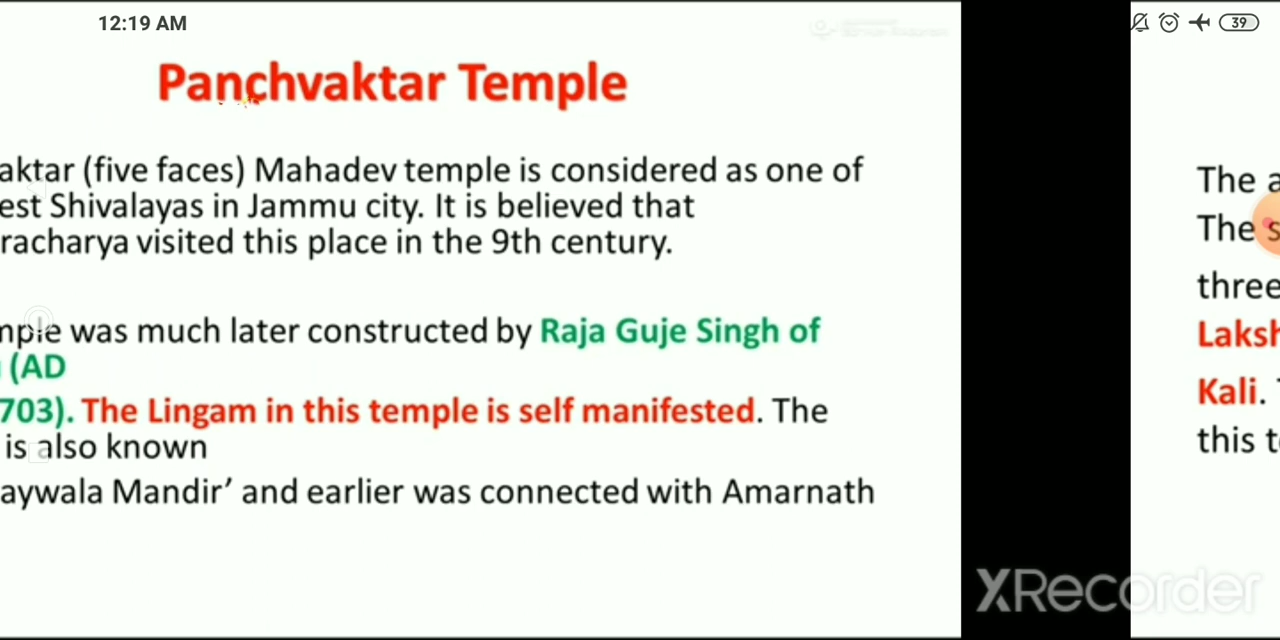 12:19 AM
39
Panchvaktar Temple
aktar (five faces) Mahadev temple is considered as one of
est Shivalayas in Jammu city. It is believed that
racharya visited this place in the 9th century.
mple was much later constructed by Raja Guje Singh of
(AD
703). The Lingam in this temple is self manifested. The
is also known
aywala Mandir’ and earlier was connected with Amarnath
The a
The s
three
Laksh
Kali.
this t
XRecorder